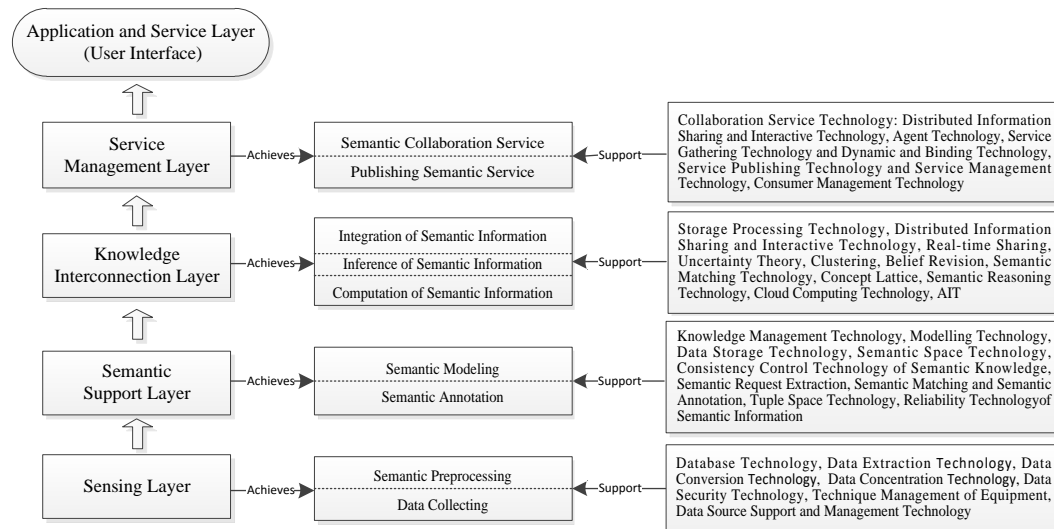 Application and Service Layer
(User Interface)
Service
Management Layer
Achieves
Semantic Collaboration Service
Publishing Semantic Service
Support
Collaboration Service Technology: Distributed Information
Sharing and Interactive Technology, Agent Technology, Service
Gathering Technology and Dynamic and Binding Technology,
Service Publishing Technology and Service Management
Technology, Consumer Management Technology
Knowledge
Interconnection Layer
Achieves
Integration of Semantic Information
Inference of Semantic Information
Computation of Semantic Information
Support
Storage Processing Technology, Distributed Information
Sharing and Interactive Technology, Real-time Sharing,
Uncertainty Theory, Clustering, Belief Revision, Semantic
Matching Technology, Concept Lattice, Semantic Reasoning
Technology, Cloud Computing Technology, AIT
Semantic
Support Layer
Achieves
Semantic Modeling
Semantic Annotation
Support
Knowledge Management Technology, Modelling Technology,
Data Storage Technology, Semantic Space Technology,
Consistency Control Technology of Semantic Knowledge,
Semantic Request Extraction, Semantic Matching and Semantic
Annotation, Tuple Space Technology, Reliability Technologyof
Semantic Information
Sensing Layer
Achieves
Semantic Preprocessing
Data Collecting
Support
Database Technology, Data Extraction Technology, Data
Conversion Technology, Data Concentration Technology, Data
Security Technology, Technique Management of Equipment,
Data Source Support and Management Technology